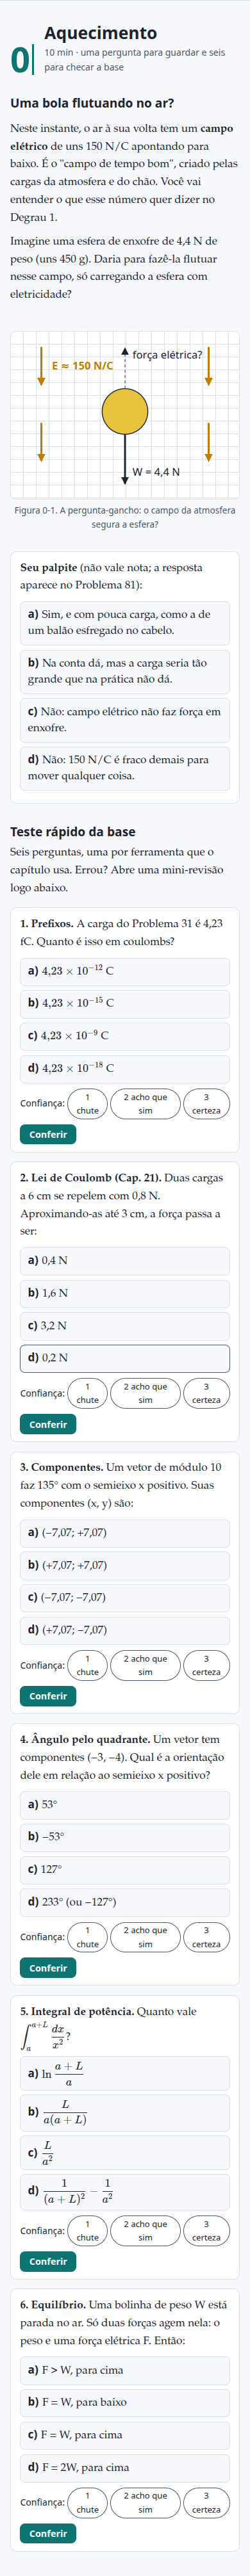 0
Aquecimento
10 min · uma pergunta para guardar e seis
para checar a base
Uma bola flutuando no ar?
Neste instante, o ar à sua volta tem um campo
elétrico de uns 150 N/C apontando para
baixo. É o "campo de tempo bom", criado pelas
cargas da atmosfera e do chão. Você vai
entender o que esse número quer dizer no
Degrau 1.
Imagine uma esfera de enxofre de 4,4 N de
peso (uns 450 g). Daria para fazê-la flutuar
nesse campo, só carregando a esfera com
eletricidade?
força elétrica?
E ≈ 150 N/C
W = 4,4 N
Figura 0-1. A pergunta-gancho: o campo da atmosfera
segura a esfera?
Seu palpite (não vale nota; a resposta
aparece no Problema 81):
a) Sim, e com pouca carga, como a de
um balão esfregado no cabelo.
b) Na conta dá, mas a carga seria tão
grande que na prática não dá.
c) Não: campo elétrico não faz força em
enxofre.
d) Não: 150 N/C é fraco demais para
mover qualquer coisa.
Teste rápido da base
Seis perguntas, uma por ferramenta que o
capítulo usa. Errou? Abre uma mini-revisão
logo abaixo.
1. Prefixos. A carga do Problema 31 é 4,23
fC. Quanto é isso em coulombs?
a) 4,23 × 10⁻¹² C
b) 4,23 × 10⁻¹⁵ C
c) 4,23 × 10⁻⁹ C
d) 4,23 × 10⁻¹⁸ C
Confiança: 1 chute 2 acho que sim 3 certeza
Conferir
2. Lei de Coulomb (Cap. 21). Duas cargas
a 6 cm se repelem com 0,8 N.
Aproximando-as até 3 cm, a força passa a
ser:
a) 0,4 N
b) 1,6 N
c) 3,2 N
d) 0,2 N
Confiança: 1 chute 2 acho que sim 3 certeza
Conferir
3. Componentes. Um vetor de módulo 10
faz 135° com o semieixo x positivo. Suas
componentes (x, y) são:
a) (−7,07; +7,07)
b) (+7,07; +7,07)
c) (−7,07; −7,07)
d) (+7,07; −7,07)
Confiança: 1 chute 2 acho que sim 3 certeza
Conferir
4. Ângulo pelo quadrante. Um vetor tem
componentes (−3, −4). Qual é a orientação
dele em relação ao semieixo x positivo?
a) 53°
b) −53°
c) 127°
d) 233° (ou −127°)
Confiança: 1 chute 2 acho que sim 3 certeza
Conferir
5. Integral de potência. Quanto vale
∫ₐ^(a+L) dx/x² ?
a) ln (a + L)/a
b) L/(a(a + L))
c) L/a²
d) 1/(a + L)² − 1/a²
Confiança: 1 chute 2 acho que sim 3 certeza
Conferir
6. Equilíbrio. Uma bolinha de peso W está
parada no ar. Só duas forças agem nela: o
peso e uma força elétrica F. Então:
a) F > W, para cima
b) F = W, para baixo
c) F = W, para cima
d) F = 2W, para cima
Confiança: 1 chute 2 acho que sim 3 certeza
Conferir